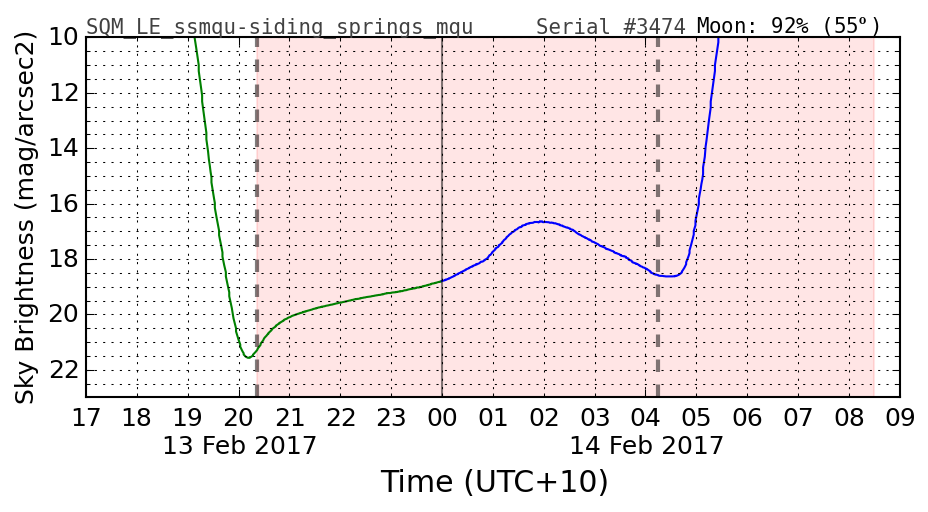 SQM_LE_ssmqu-siding_springs_mqu Serial #3474 Moon: 92% (55°)
Sky Brightness (mag/arcsec2)
10
12
14
16
18
20
22
17 18 19 20 21 22 23 00 01 02 03 04 05 06 07 08 09
13 Feb 2017 14 Feb 2017
Time (UTC+10)